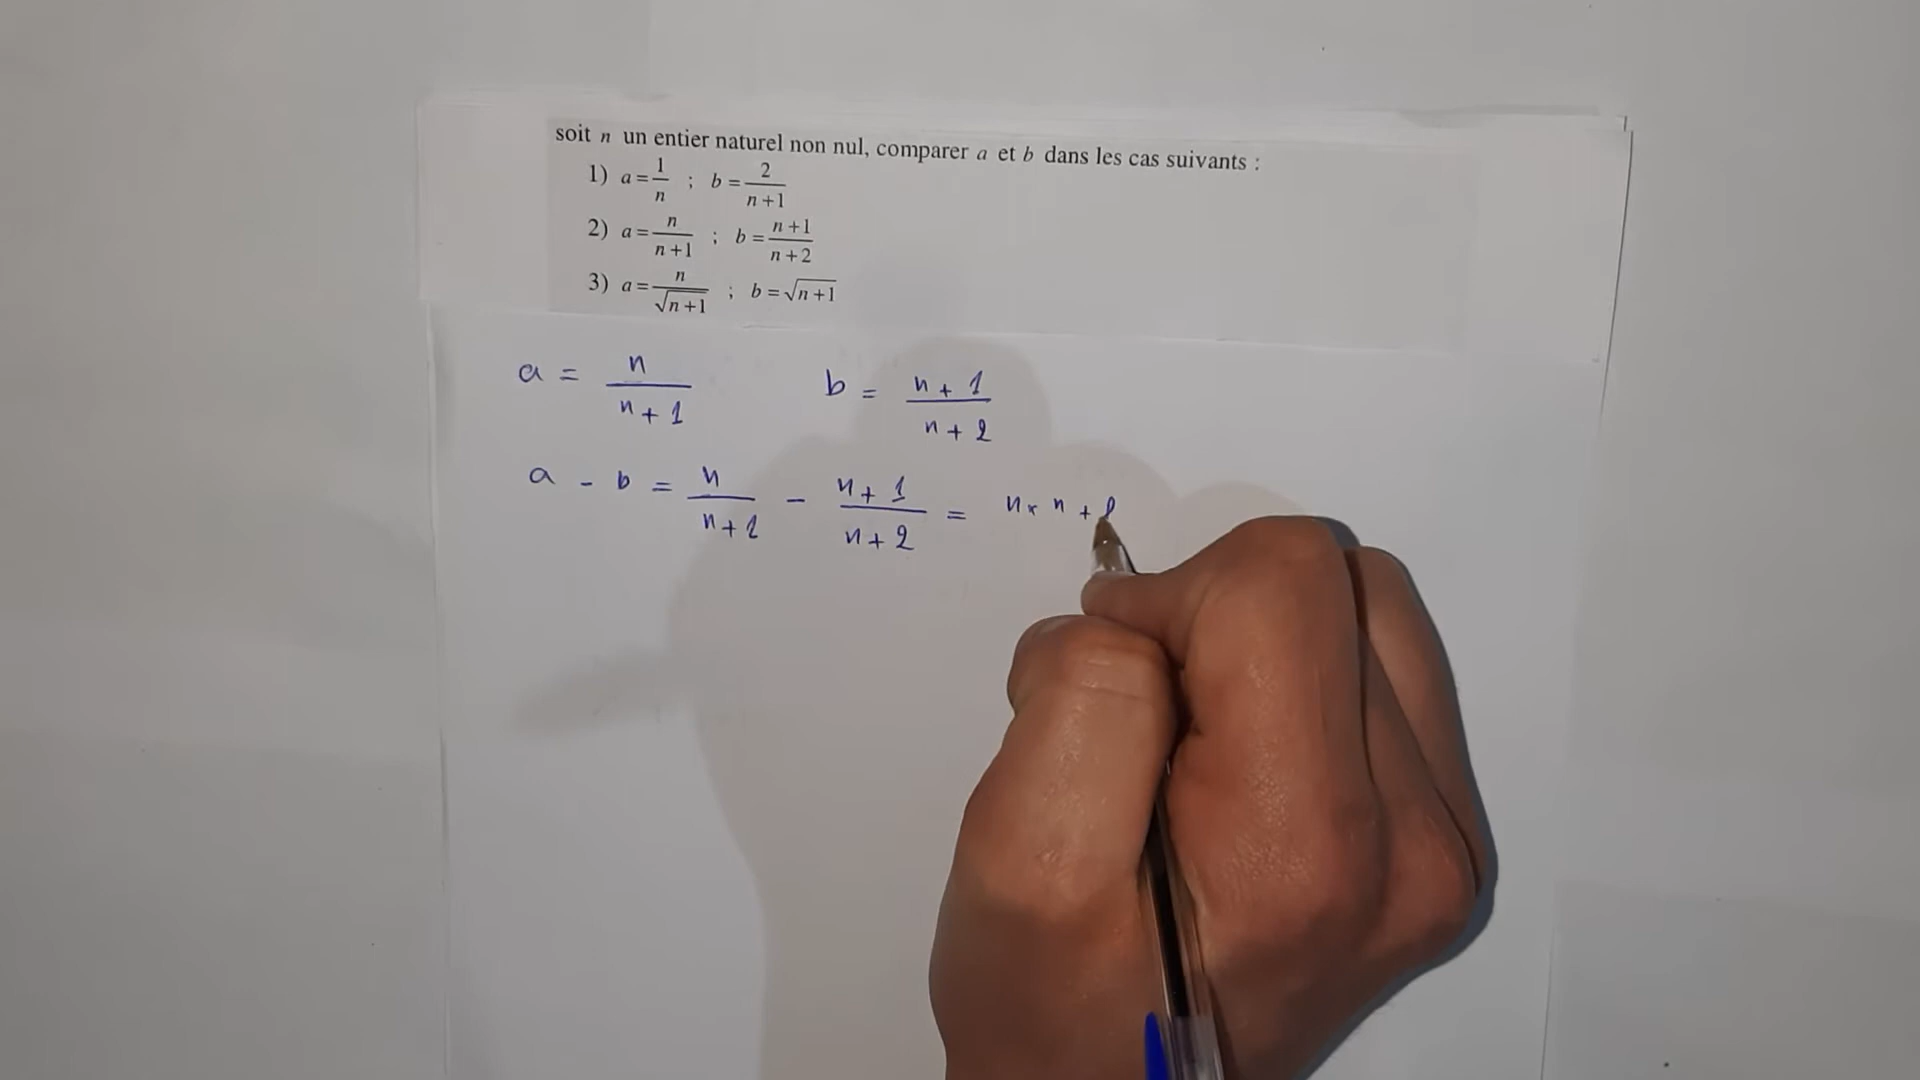 soit n un entier naturel non nul, comparer a et b dans les cas suivants :
1) a = 1/n ; b = 2/(n+1)
2) a = n/(n+1) ; b = (n+1)/(n+2)
3) a = n/√(n+1) ; b = √(n+1)
a = n/(n+1) b = (n+1)/(n+2)
a - b = n/(n+1) - (n+1)/(n+2) = n × n +